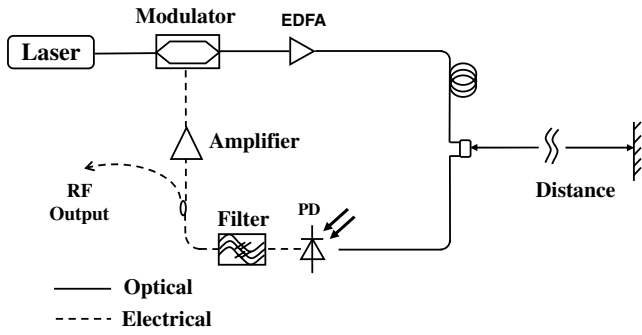 Modulator
EDFA
Laser
Amplifier
RF
Output
Distance
Filter
PD
Optical
Electrical